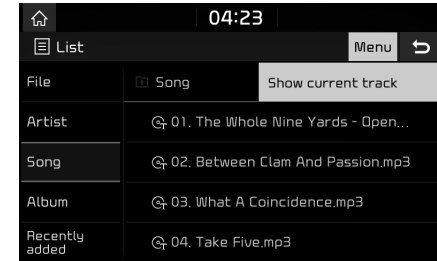 04:23
List
Menu
File
Song
Show current track
Artist
01. The Whole Nine Yards - Open...
Song
02. Between Clam And Passion.mp3
Album
03. What A Coincidence.mp3
Recently
added
04. Take Five.mp3